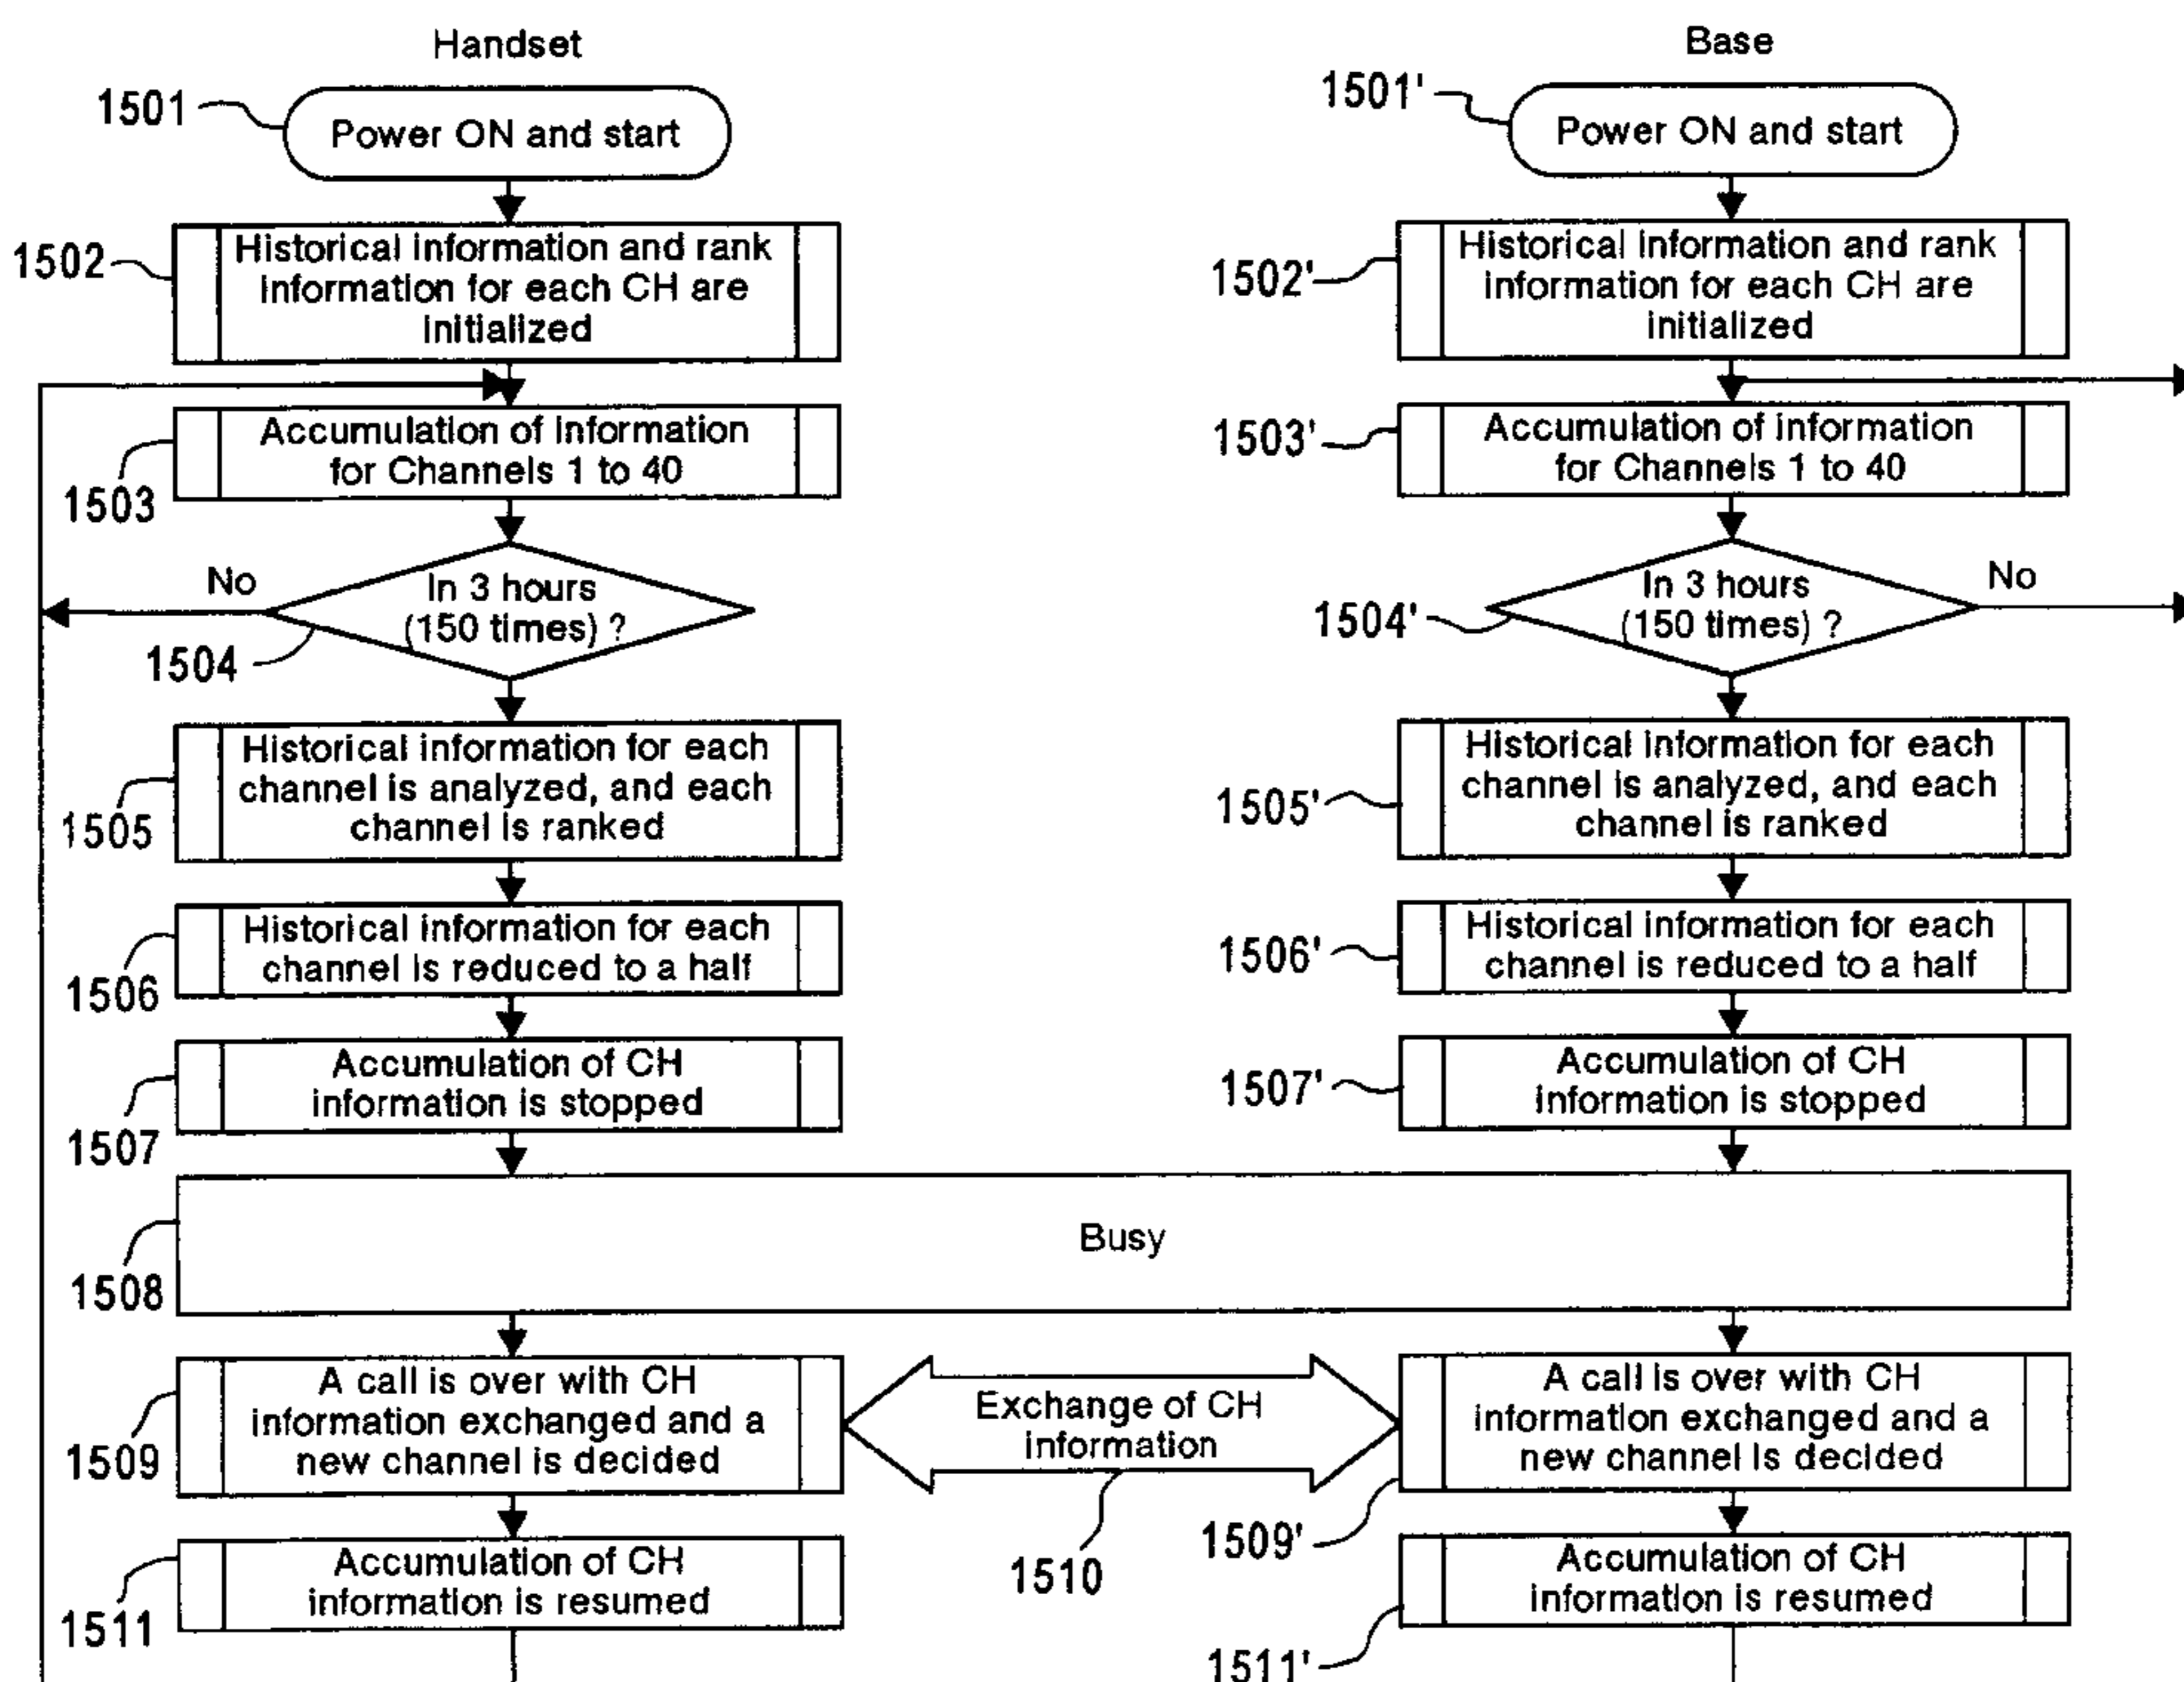 Handset
1501
Power ON and start
1502
Historical information and rank
information for each CH are
initialized
1503
Accumulation of information
for Channels 1 to 40
No
In 3 hours
(150 times) ?
1504
1505
Historical information for each
channel is analyzed, and each
channel is ranked
1506
Historical information for each
channel is reduced to a half
1507
Accumulation of CH
information is stopped
Base
1501'
Power ON and start
1502'
Historical information and rank
information for each CH are
initialized
1503'
Accumulation of information
for Channels 1 to 40
1504'
In 3 hours
(150 times) ?
No
1505'
Historical information for each
channel is analyzed, and each
channel is ranked
1506'
Historical information for each
channel is reduced to a half
1507'
Accumulation of CH
information is stopped
1508
Busy
1509
A call is over with CH
information exchanged and a
new channel is decided
Exchange of CH
information
1510
A call is over with CH
information exchanged and a
new channel is decided
1509'
1511
Accumulation of CH
information is resumed
Accumulation of CH
information is resumed
1511'